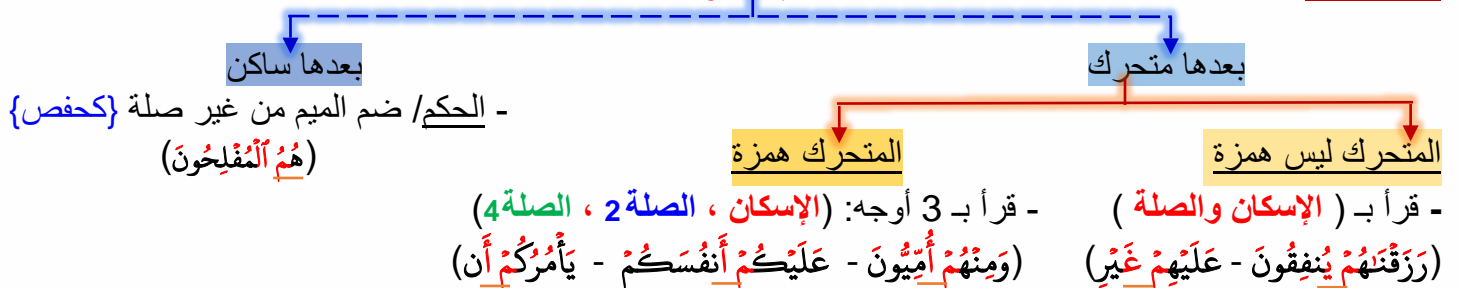 بعدها متحرك
بعدها ساكن
- الحكم/ ضم الميم من غير صلة {كحفص}
(هُمُ ٱلْمُفْلِحُونَ)
المتحرك ليس همزة
المتحرك همزة
- قرأ بـ ( الإسكان والصلة )
(رَزَقْنَٰهُمْ يُنفِقُونَ - عَلَيْهِمْ غَيْرِ)
- قرأ بـ 3 أوجه: (الإسكان ، الصلة2 ، الصلة4)
(وَمِنْهُمْ أُمِّيُّونَ - عَلَيْكُمْ أَنفُسَكُمْ - يَأْمُرُكُمْ أَن)